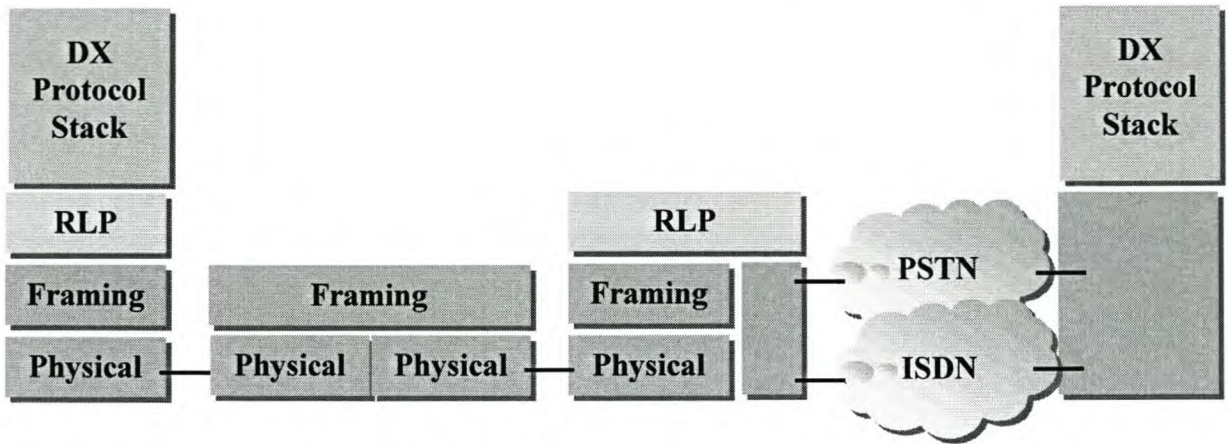 DX
Protocol
Stack
DX
Protocol
Stack
RLP
RLP
PSTN
Framing
Framing
Framing
Physical
Physical
Physical
Physical
ISDN